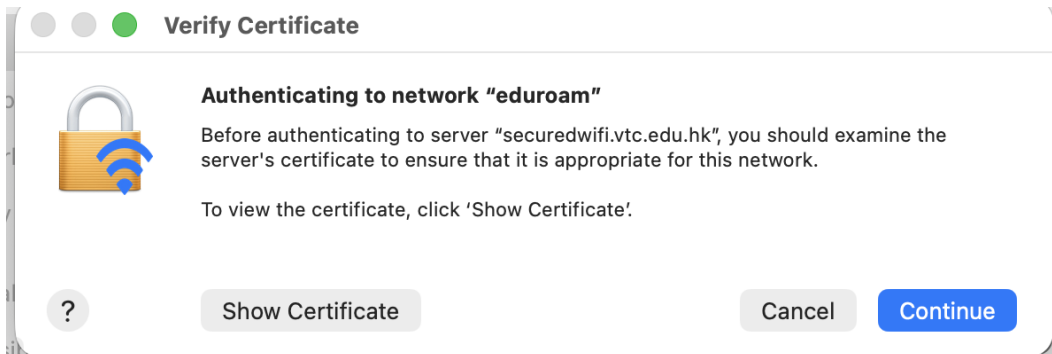 Verify Certificate
Authenticating to network “eduroam”
Before authenticating to server “securedwifi.vtc.edu.hk”, you should examine the
server's certificate to ensure that it is appropriate for this network.
To view the certificate, click ‘Show Certificate’.
?
Show Certificate
Cancel
Continue